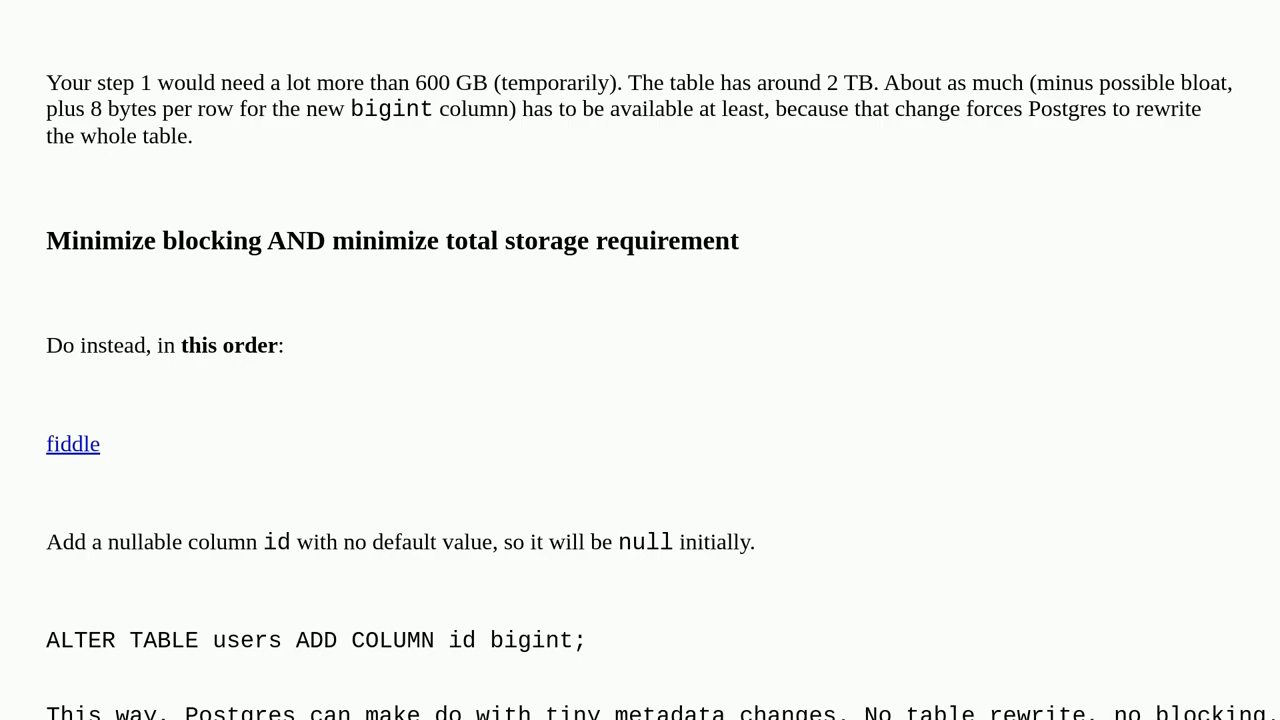 Your step 1 would need a lot more than 600 GB (temporarily). The table has around 2 TB. About as much (minus possible bloat,
plus 8 bytes per row for the new bigint column) has to be available at least, because that change forces Postgres to rewrite
the whole table.
Minimize blocking AND minimize total storage requirement
Do instead, in this order:
fiddle
Add a nullable column id with no default value, so it will be null initially.
ALTER TABLE users ADD COLUMN id bigint;
This way, Postgres can make do with tiny metadata changes. No table rewrite, no blocking.